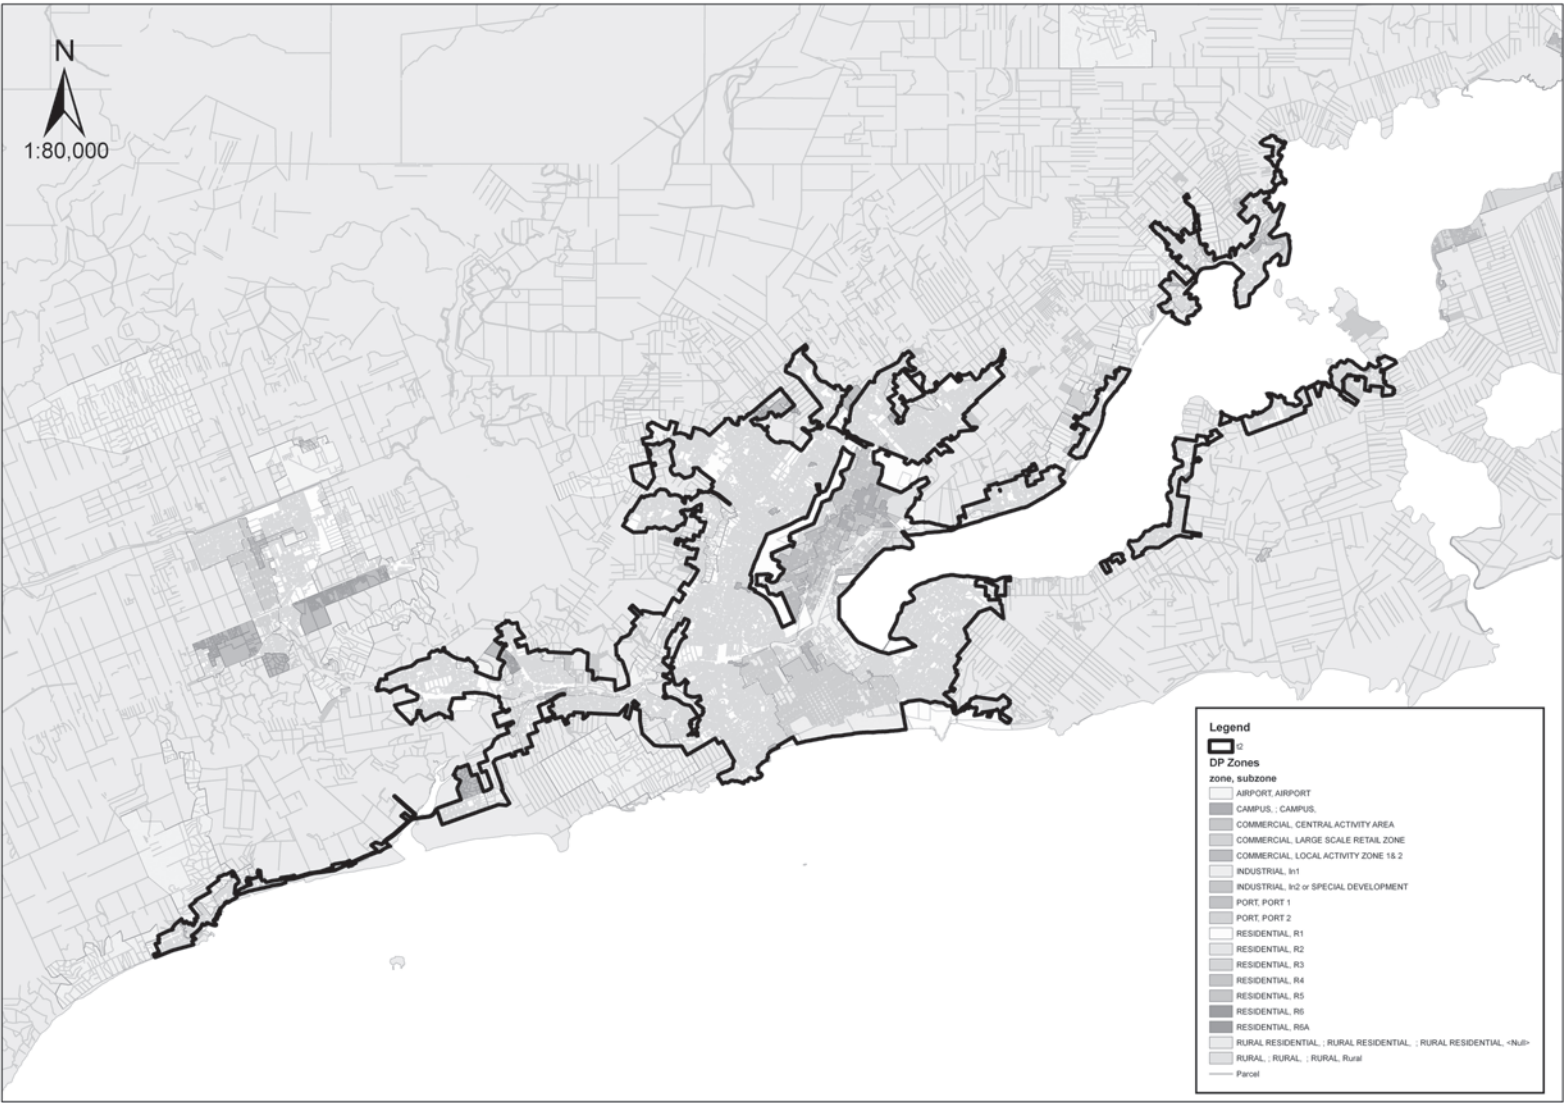 N
1:80,000
Legend
t2
DP Zones
zone, subzone
AIRPORT, AIRPORT
CAMPUS, ; CAMPUS,
COMMERCIAL, CENTRAL ACTIVITY AREA
COMMERCIAL, LARGE SCALE RETAIL ZONE
COMMERCIAL, LOCAL ACTIVITY ZONE 1& 2
INDUSTRIAL, In1
INDUSTRIAL, In2 or SPECIAL DEVELOPMENT
PORT, PORT 1
PORT, PORT 2
RESIDENTIAL, R1
RESIDENTIAL, R2
RESIDENTIAL, R3
RESIDENTIAL, R4
RESIDENTIAL, R5
RESIDENTIAL, R6
RESIDENTIAL, R6A
RURAL RESIDENTIAL, ; RURAL RESIDENTIAL, ; RURAL RESIDENTIAL, <Null>
RURAL, ; RURAL, ; RURAL, Rural
Parcel